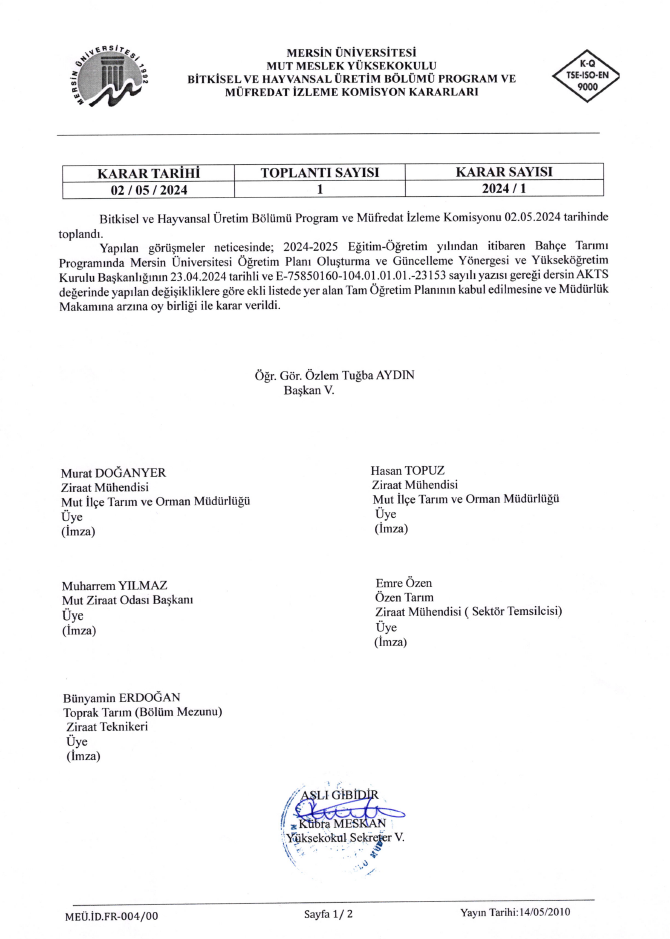 MERSİN ÜNİVERSİTESİ 1992
MERSİN ÜNİVERSİTESİ
MUT MESLEK YÜKSEKOKULU
BİTKİSEL VE HAYVANSAL ÜRETİM BÖLÜMÜ PROGRAM VE
MÜFREDAT İZLEME KOMİSYON KARARLARI
K-Q
TSE-ISO-EN
9000
KARAR TARİHİ TOPLANTI SAYISI KARAR SAYISI
02 / 05 / 2024 1 2024 / 1
Bitkisel ve Hayvansal Üretim Bölümü Program ve Müfredat İzleme Komisyonu 02.05.2024 tarihinde
toplandı.
Yapılan görüşmeler neticesinde; 2024-2025 Eğitim-Öğretim yılından itibaren Bahçe Tarımı
Programında Mersin Üniversitesi Öğretim Planı Oluşturma ve Güncelleme Yönergesi ve Yükseköğretim
Kurulu Başkanlığının 23.04.2024 tarihli ve E-75850160-104.01.01.01.-23153 sayılı yazısı gereği dersin AKTS
değerinde yapılan değişikliklere göre ekli listede yer alan Tam Öğretim Planının kabul edilmesine ve Müdürlük
Makamına arzına oy birliği ile karar verildi.
Öğr. Gör. Özlem Tuğba AYDIN
Başkan V.
Murat DOĞANYER
Ziraat Mühendisi
Mut İlçe Tarım ve Orman Müdürlüğü
Üye
(İmza)
Hasan TOPUZ
Ziraat Mühendisi
Mut İlçe Tarım ve Orman Müdürlüğü
Üye
(İmza)
Muharrem YILMAZ
Mut Ziraat Odası Başkanı
Üye
(İmza)
Emre Özen
Özen Tarım
Ziraat Mühendisi ( Sektör Temsilcisi)
Üye
(İmza)
Bünyamin ERDOĞAN
Toprak Tarım (Bölüm Mezunu)
Ziraat Teknikeri
Üye
(İmza)
ASLI GİBİDİR
Kübra MESKAN
Yüksekokul Sekreter V.
MEÜ.İD.FR-004/00 Sayfa 1/ 2 Yayın Tarihi:14/05/2010